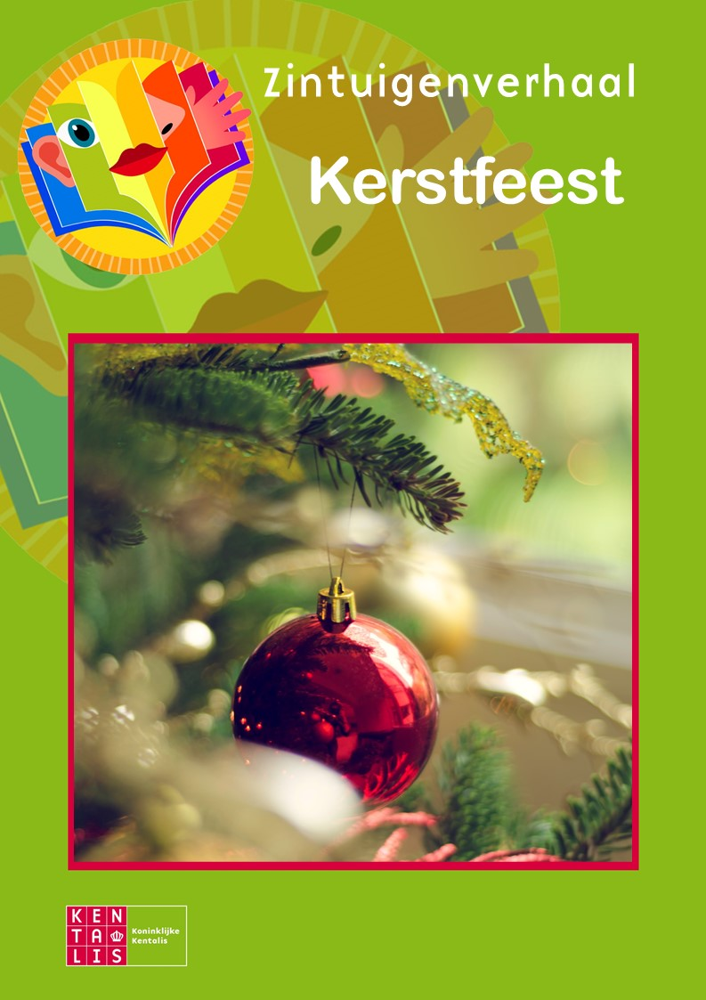 Zintuigenverhaal
Kerstfeest
KEN
TA
LIS
Koninklijke
Kentalis